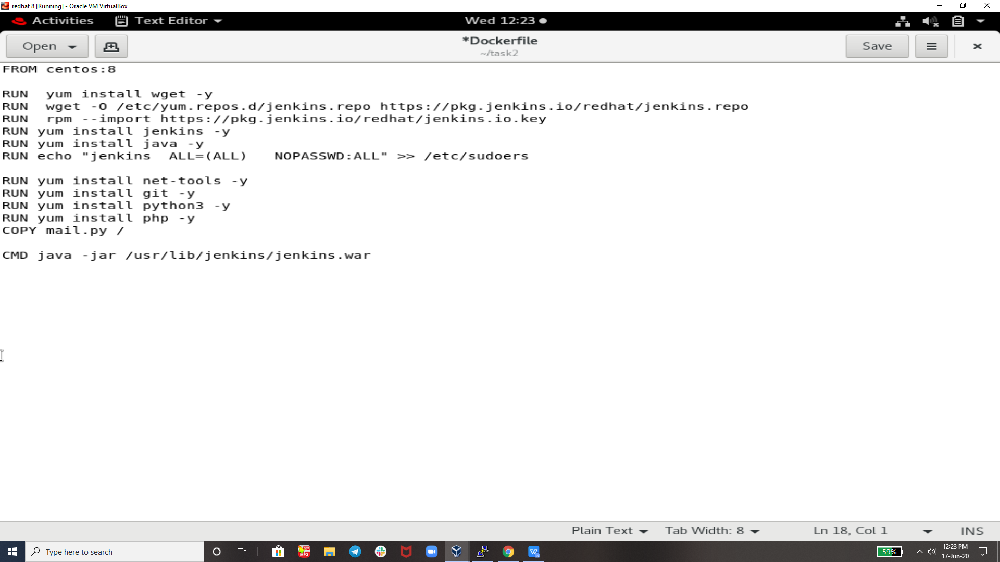 redhat 8 [Running] - Oracle VM VirtualBox
Activities Text Editor Wed 12:23
Open *Dockerfile Save
~/task2
FROM centos:8
RUN  yum install wget -y
RUN  wget -O /etc/yum.repos.d/jenkins.repo https://pkg.jenkins.io/redhat/jenkins.repo
RUN  rpm --import https://pkg.jenkins.io/redhat/jenkins.io.key
RUN yum install jenkins -y
RUN yum install java -y
RUN echo "jenkins  ALL=(ALL)   NOPASSWD:ALL" >> /etc/sudoers
RUN yum install net-tools -y
RUN yum install git -y
RUN yum install python3 -y
RUN yum install php -y
COPY mail.py /
CMD java -jar /usr/lib/jenkins/jenkins.war
Plain Text Tab Width: 8 Ln 18, Col 1 INS
Type here to search MP3 59% 12:23 PM
17-Jun-20